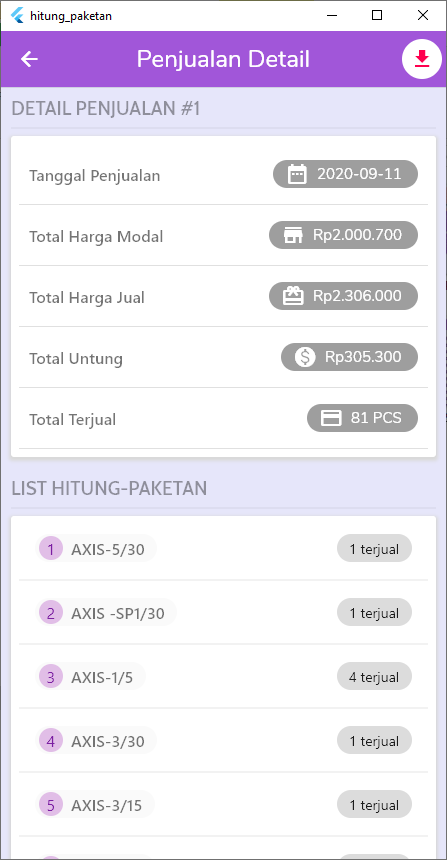 hitung_paketan
Penjualan Detail
DETAIL PENJUALAN #1
Tanggal Penjualan 2020-09-11
Total Harga Modal Rp2.000.700
Total Harga Jual Rp2.306.000
Total Untung Rp305.300
Total Terjual 81 PCS
LIST HITUNG-PAKETAN
1 AXIS-5/30 1 terjual
2 AXIS -SP1/30 1 terjual
3 AXIS-1/5 4 terjual
4 AXIS-3/30 1 terjual
5 AXIS-3/15 1 terjual